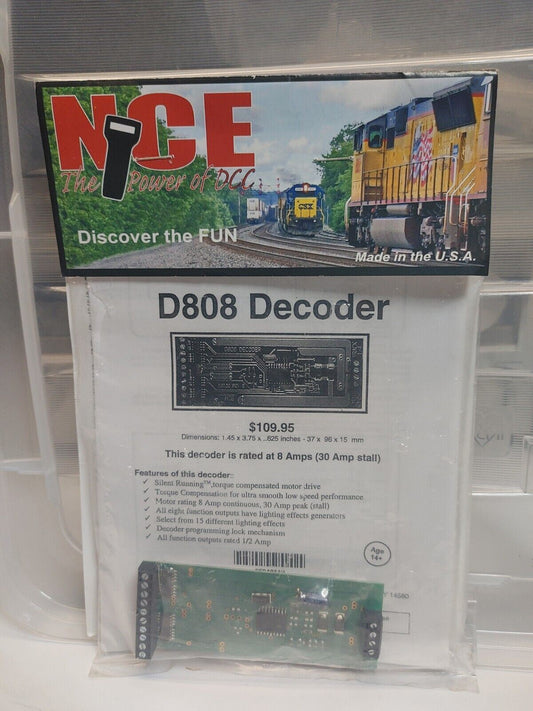 NCE
The Power of DCC
CSX
Discover the FUN
Made in the U.S.A.
D808 Decoder
D808 DECODER
$109.95
Dimensions: 1.45 x 3.75 x .625 inches - 37 x 96 x 15 mm
This decoder is rated at 8 Amps (30 Amp stall)
Features of this decoder:
✓ Silent Running™,torque compensated motor drive
✓ Torque Compensation for ultra smooth low speed performance
✓ Motor rating 8 Amp continuous, 30 Amp peak (stall)
✓ All eight function outputs have lighting effects generators
✓ Select from 15 different lighting effects
✓ Decoder programming lock mechanism
✓ All function outputs rated 1/2 Amp
Age
14+
Y 14580